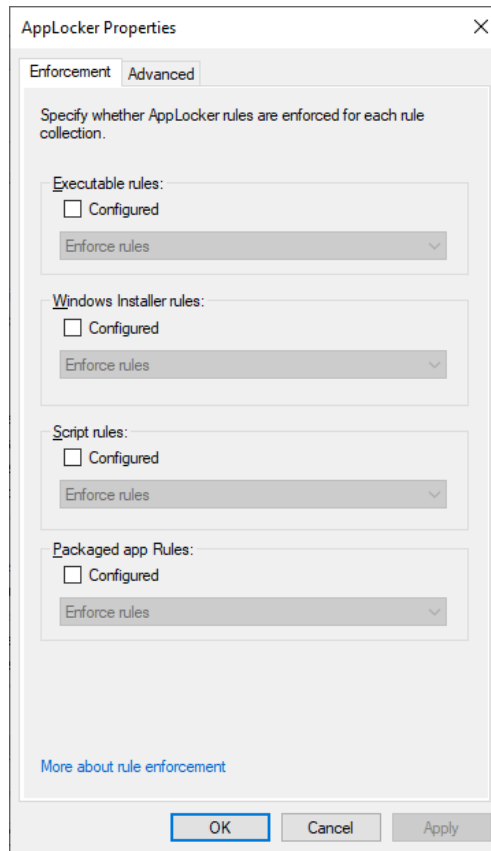 AppLocker Properties
Enforcement Advanced
Specify whether AppLocker rules are enforced for each rule
collection.
Executable rules:
Configured
Enforce rules
Windows Installer rules:
Configured
Enforce rules
Script rules:
Configured
Enforce rules
Packaged app Rules:
Configured
Enforce rules
More about rule enforcement
OK Cancel Apply